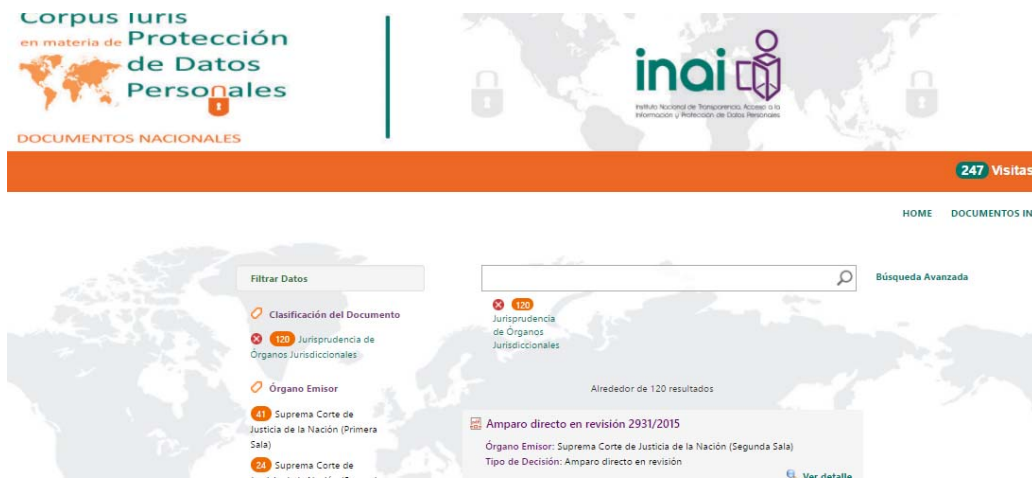 Corpus Iuris
en materia de Protección
de Datos
Personales
DOCUMENTOS NACIONALES
inai
Instituto Nacional de Transparencia, Acceso a la
Información y Protección de Datos Personales
247 Visitas
HOME DOCUMENTOS IN
Filtrar Datos
Búsqueda Avanzada
Clasificación del Documento
120 Jurisprudencia de
Órganos Jurisdiccionales
Órgano Emisor
41 Suprema Corte de
Justicia de la Nación (Primera
Sala)
24 Suprema Corte de
120
Jurisprudencia
de Órganos
Jurisdiccionales
Alrededor de 120 resultados
Amparo directo en revisión 2931/2015
Órgano Emisor: Suprema Corte de Justicia de la Nación (Segunda Sala)
Tipo de Decisión: Amparo directo en revisión
Ver detalle